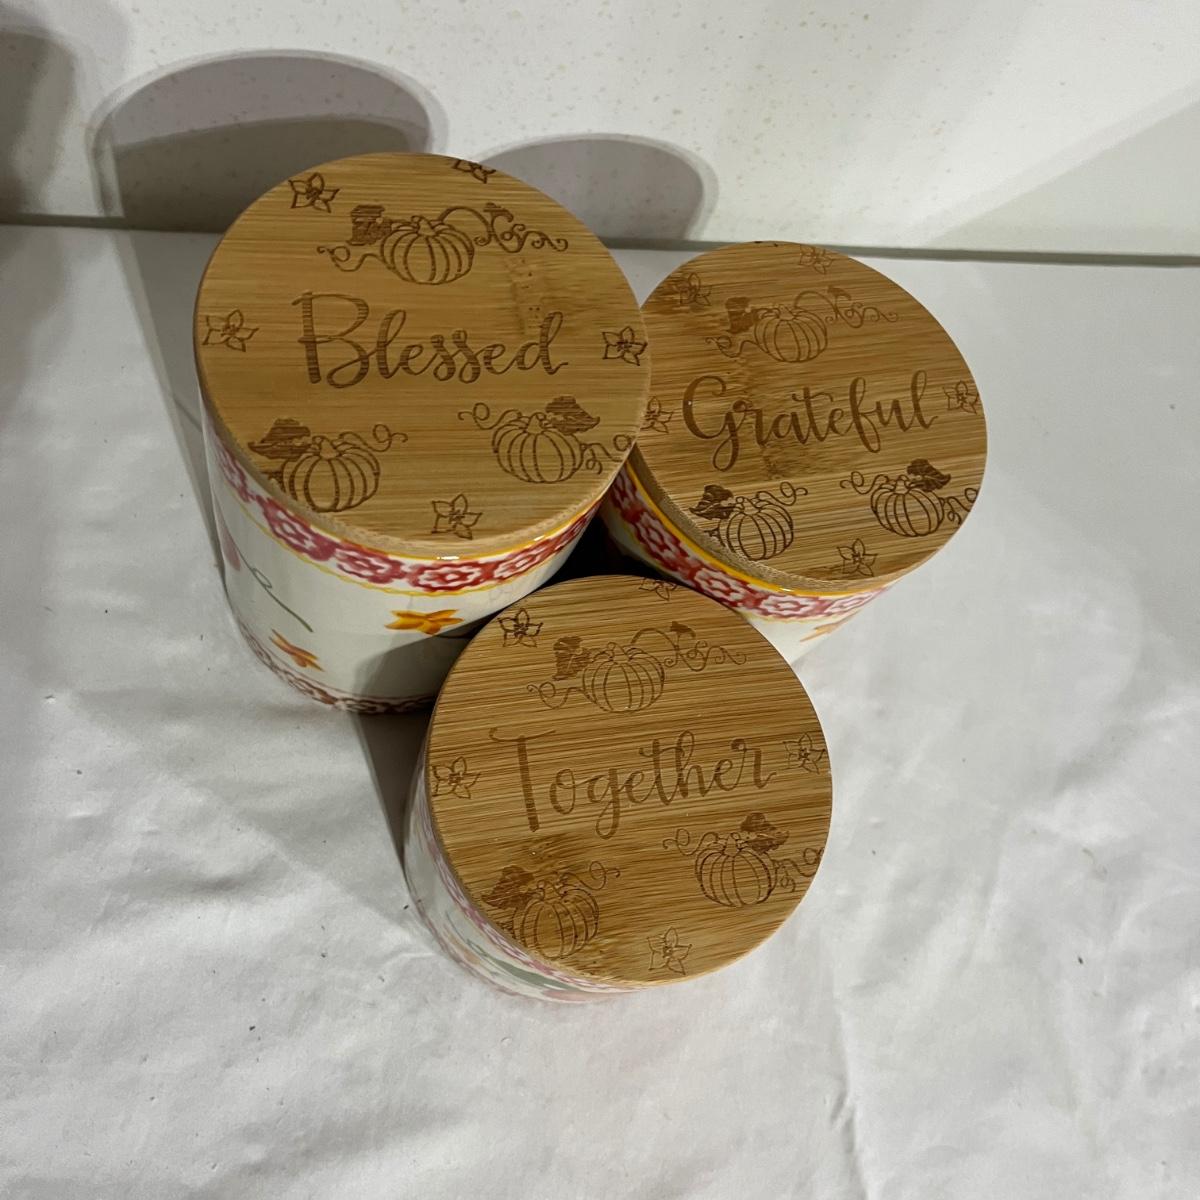 Blessed
Grateful
Together